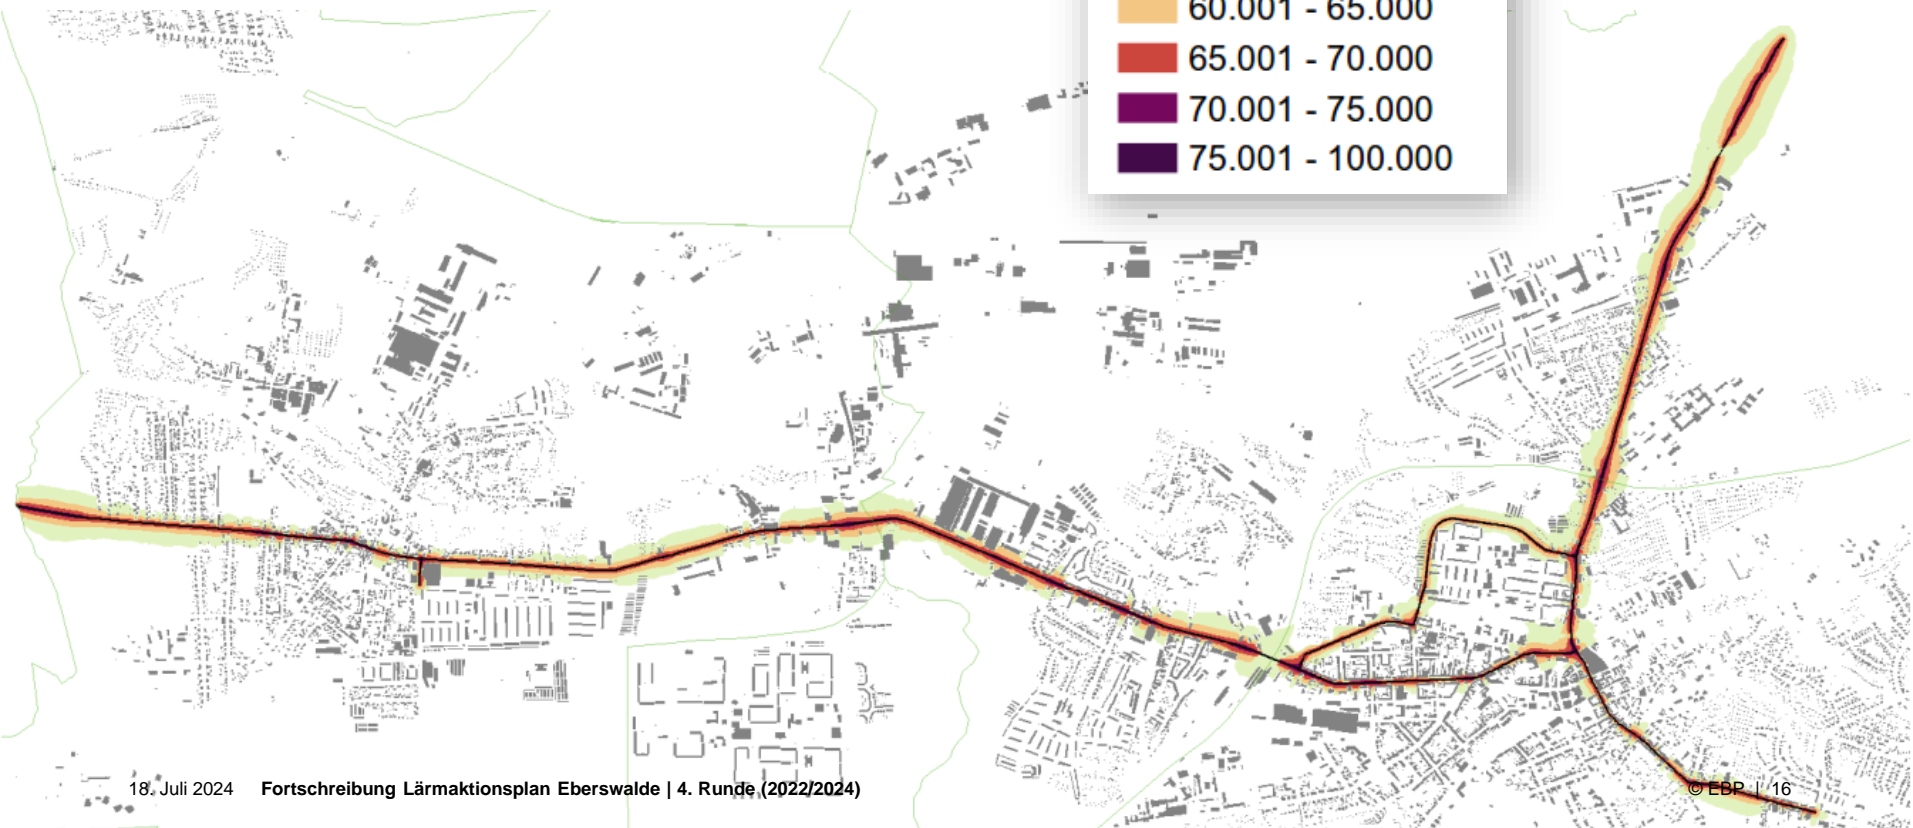 60.001 - 65.000
65.001 - 70.000
70.001 - 75.000
75.001 - 100.000
18. Juli 2024 Fortschreibung Lärmaktionsplan Eberswalde | 4. Runde (2022/2024) © EBP | 16